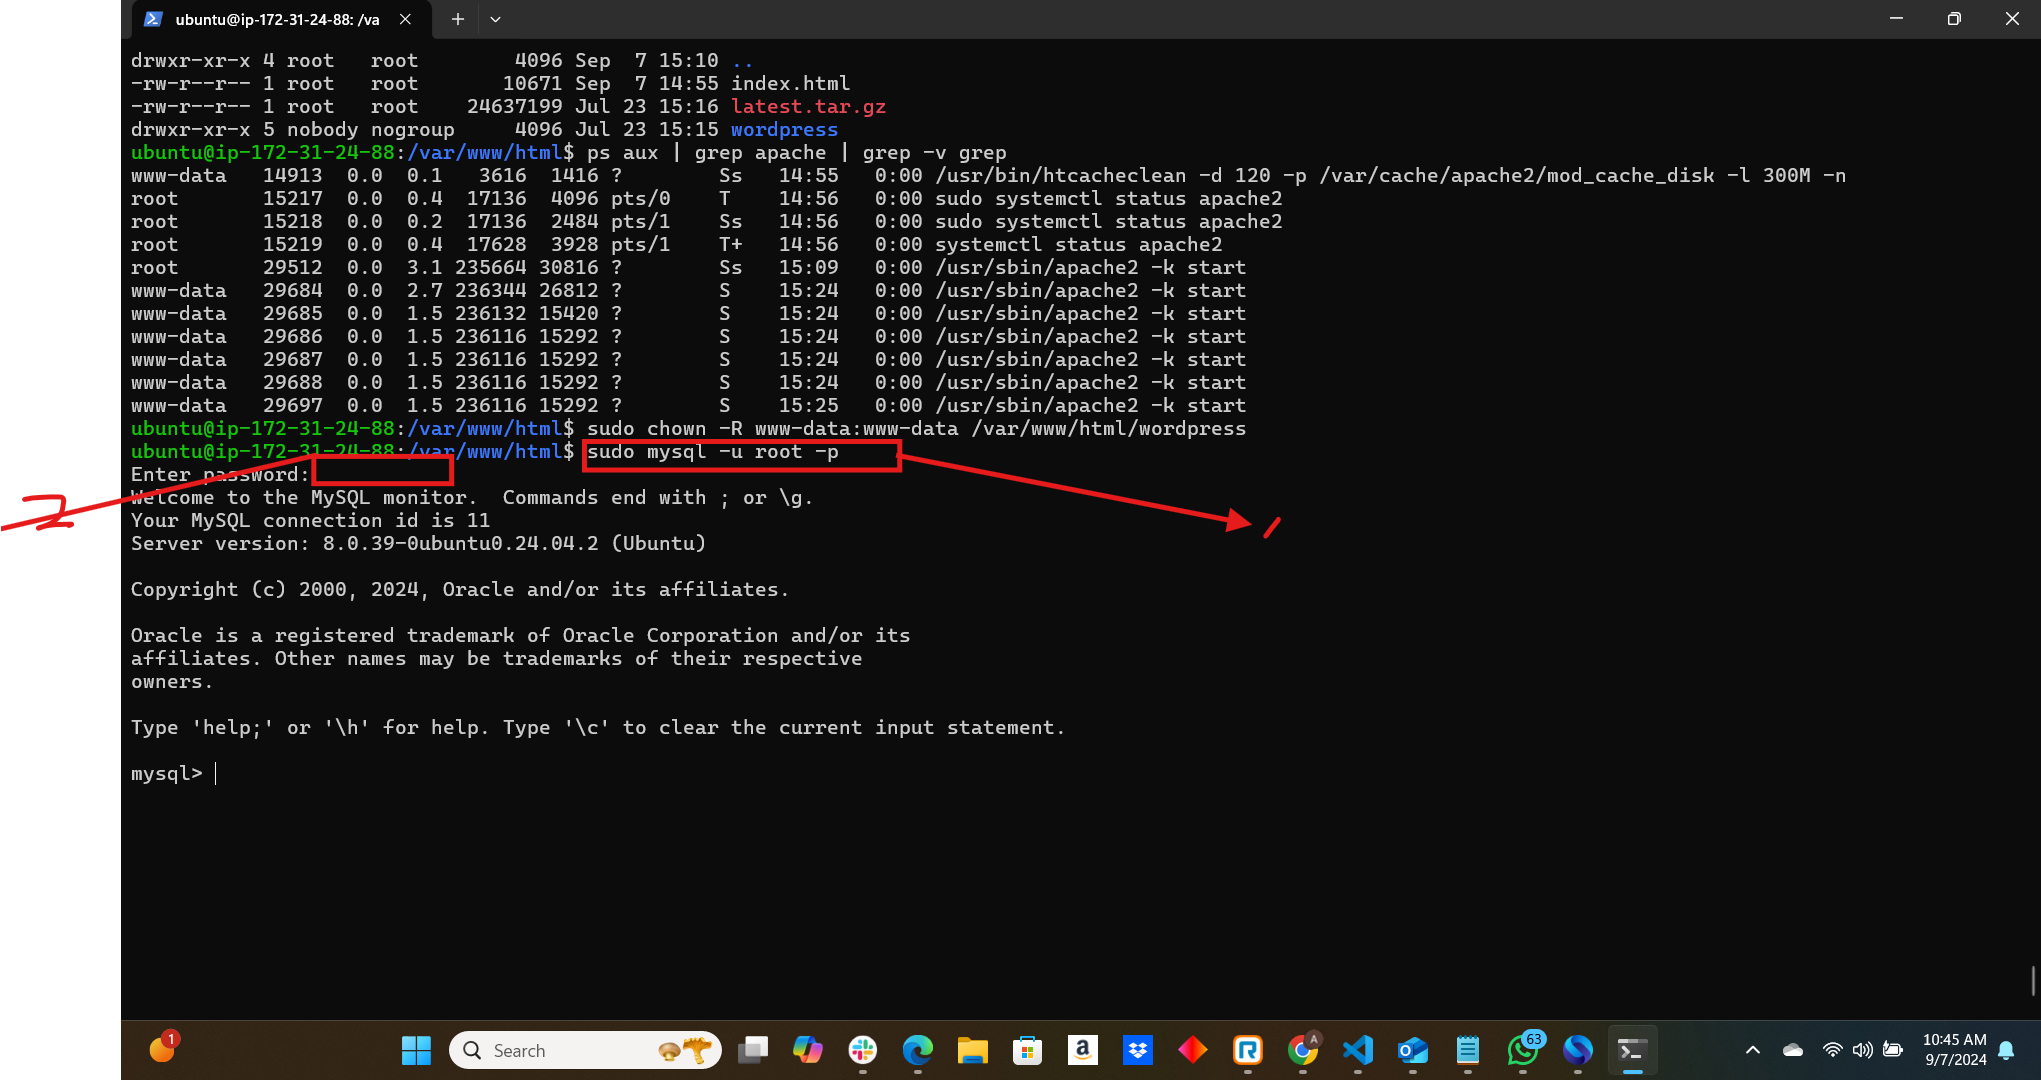 ubuntu@ip-172-31-24-88: /va
drwxr-xr-x 4 root   root        4096 Sep  7 15:10 ..
-rw-r--r-- 1 root   root       10671 Sep  7 14:55 index.html
-rw-r--r-- 1 root   root    24637199 Jul 23 15:16 latest.tar.gz
drwxr-xr-x 5 nobody nogroup     4096 Jul 23 15:15 wordpress
ubuntu@ip-172-31-24-88:/var/www/html$ ps aux | grep apache | grep -v grep
www-data   14913  0.0  0.1   3616  1416 ?        Ss   14:55   0:00 /usr/bin/htcacheclean -d 120 -p /var/cache/apache2/mod_cache_disk -l 300M -n
root       15217  0.0  0.4  17136  4096 pts/0    T    14:56   0:00 sudo systemctl status apache2
root       15218  0.0  0.2  17136  2484 pts/1    Ss   14:56   0:00 sudo systemctl status apache2
root       15219  0.0  0.4  17628  3928 pts/1    T+   14:56   0:00 systemctl status apache2
root       29512  0.0  3.1 235664 30816 ?        Ss   15:09   0:00 /usr/sbin/apache2 -k start
www-data   29684  0.0  2.7 236344 26812 ?        S    15:24   0:00 /usr/sbin/apache2 -k start
www-data   29685  0.0  1.5 236132 15420 ?        S    15:24   0:00 /usr/sbin/apache2 -k start
www-data   29686  0.0  1.5 236116 15292 ?        S    15:24   0:00 /usr/sbin/apache2 -k start
www-data   29687  0.0  1.5 236116 15292 ?        S    15:24   0:00 /usr/sbin/apache2 -k start
www-data   29688  0.0  1.5 236116 15292 ?        S    15:24   0:00 /usr/sbin/apache2 -k start
www-data   29697  0.0  1.5 236116 15292 ?        S    15:25   0:00 /usr/sbin/apache2 -k start
ubuntu@ip-172-31-24-88:/var/www/html$ sudo chown -R www-data:www-data /var/www/html/wordpress
ubuntu@ip-172-31-24-88:/var/www/html$ sudo mysql -u root -p
Enter password:
2
Welcome to the MySQL monitor.  Commands end with ; or \g.
Your MySQL connection id is 11
1
Server version: 8.0.39-0ubuntu0.24.04.2 (Ubuntu)
Copyright (c) 2000, 2024, Oracle and/or its affiliates.
Oracle is a registered trademark of Oracle Corporation and/or its
affiliates. Other names may be trademarks of their respective
owners.
Type 'help;' or '\h' for help. Type '\c' to clear the current input statement.
mysql>
1
Search
a
R
A
O
63
10:45 AM
9/7/2024